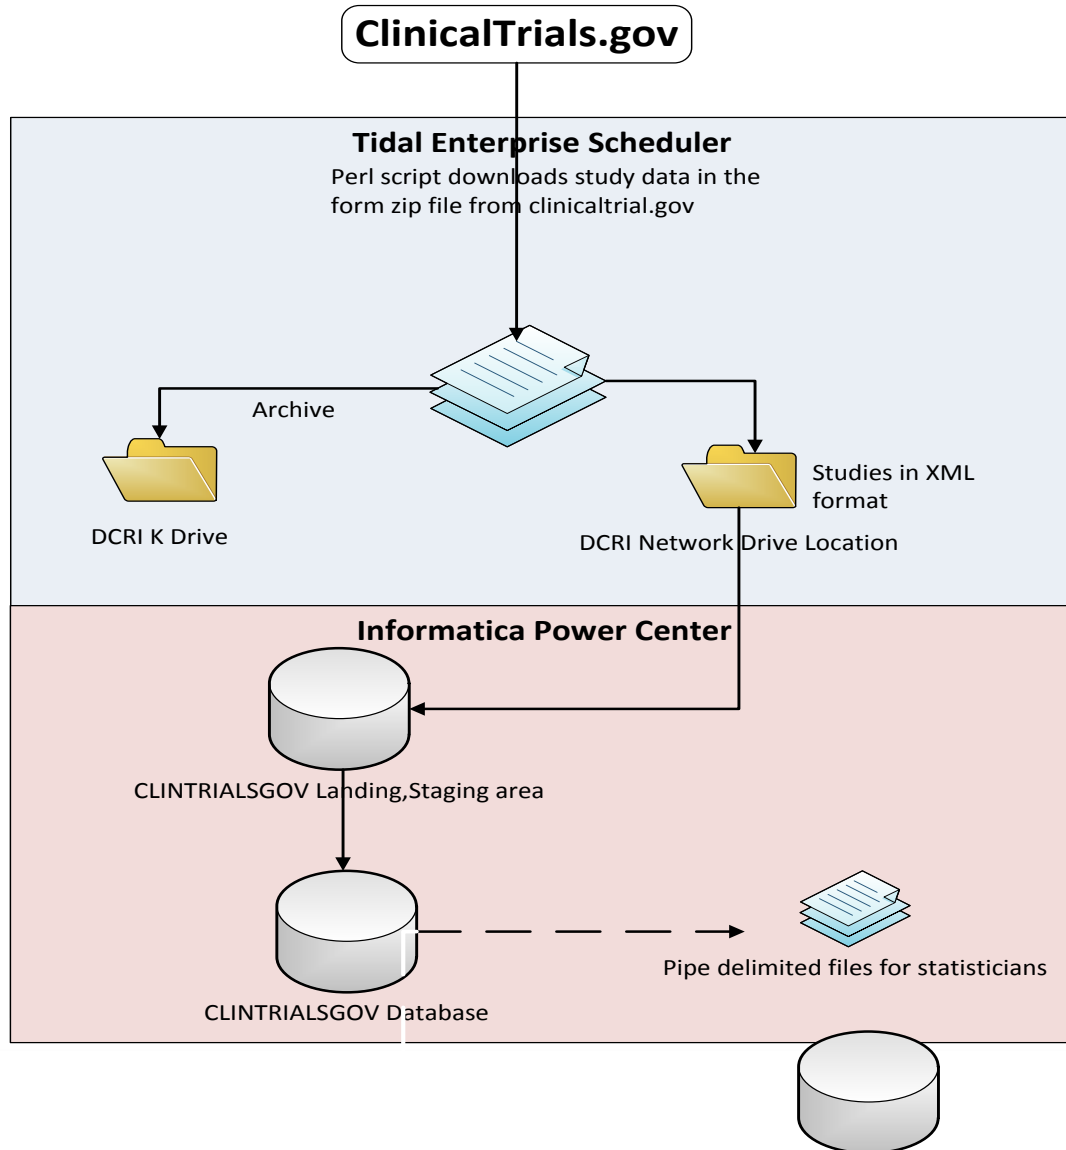 ClinicalTrials.gov
Tidal Enterprise Scheduler
Perl script downloads study data in the
form zip file from clinicaltrial.gov
Archive
Studies in XML
format
DCRI K Drive
DCRI Network Drive Location
Informatica Power Center
CLINTRIALSGOV Landing,Staging area
Pipe delimited files for statisticians
CLINTRIALSGOV Database